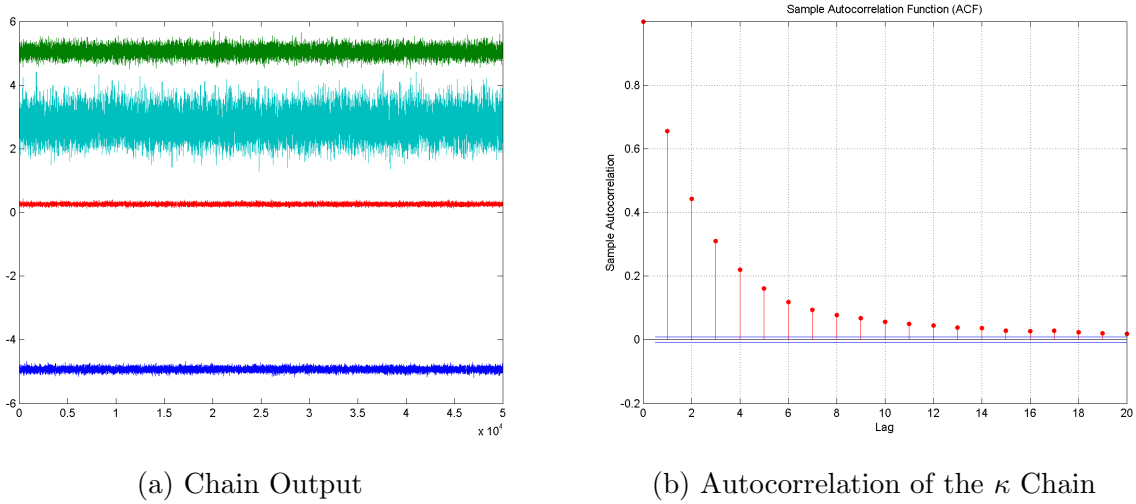 6
4
2
0
-2
-4
-6
0 0.5 1 1.5 2 2.5 3 3.5 4 4.5 5
x 10^4
(a) Chain Output
Sample Autocorrelation Function (ACF)
Sample Autocorrelation
0.8
0.6
0.4
0.2
0
-0.2
0 2 4 6 8 10 12 14 16 18 20
Lag
(b) Autocorrelation of the κ Chain